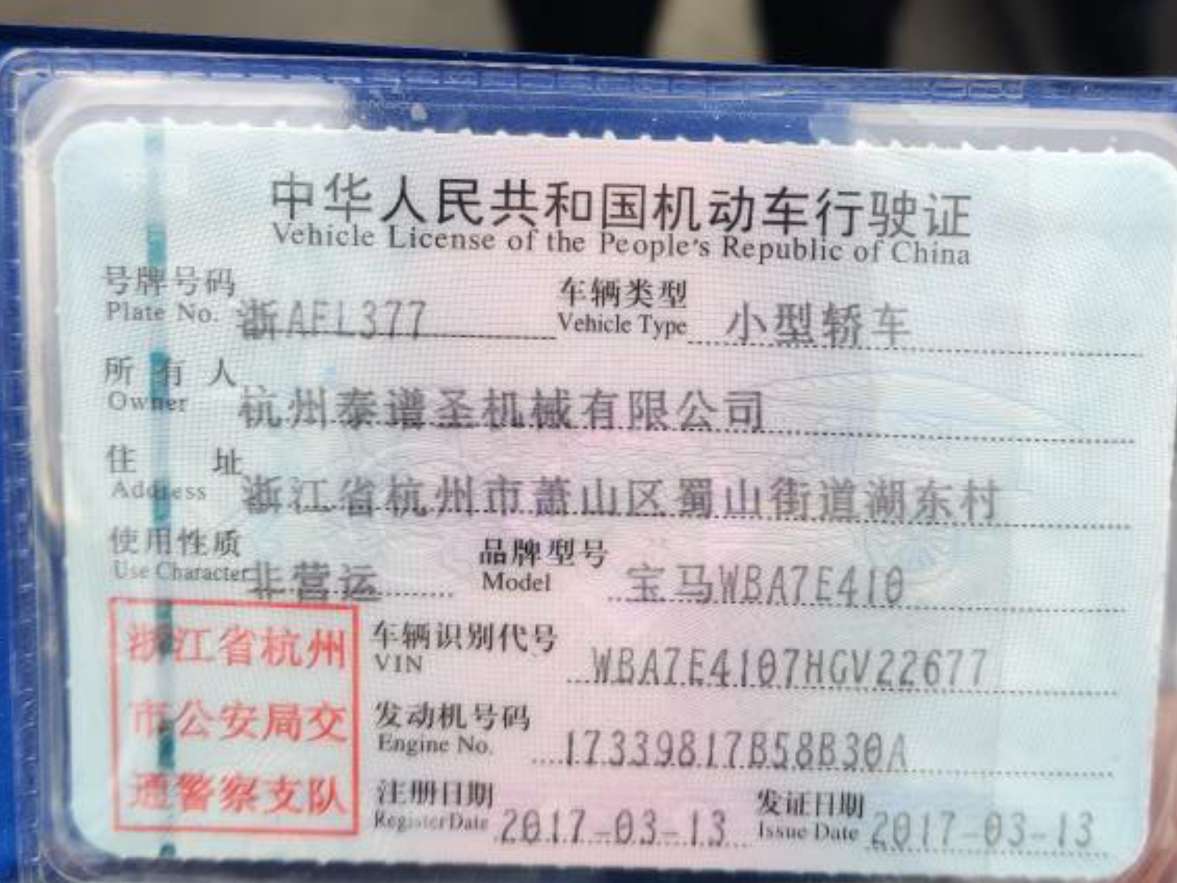 中华人民共和国机动车行驶证
Vehicle License of the People's Republic of China
号牌号码 浙AFL377 车辆类型 小型轿车
Plate No. Vehicle Type
所有人 杭州泰谱圣机械有限公司
Owner
住址 浙江省杭州市萧山区蜀山街道湖东村
Address
使用性质 非营运 品牌型号 宝马WBA7E410
Use Character Model
浙江省杭州 车辆识别代号 WBA7E4107HGV22677
VIN
市公安局交 发动机号码 17339817B58B30A
Engine No.
通警察支队 注册日期 2017-03-13 发证日期 2017-03-13
Register Date Issue Date